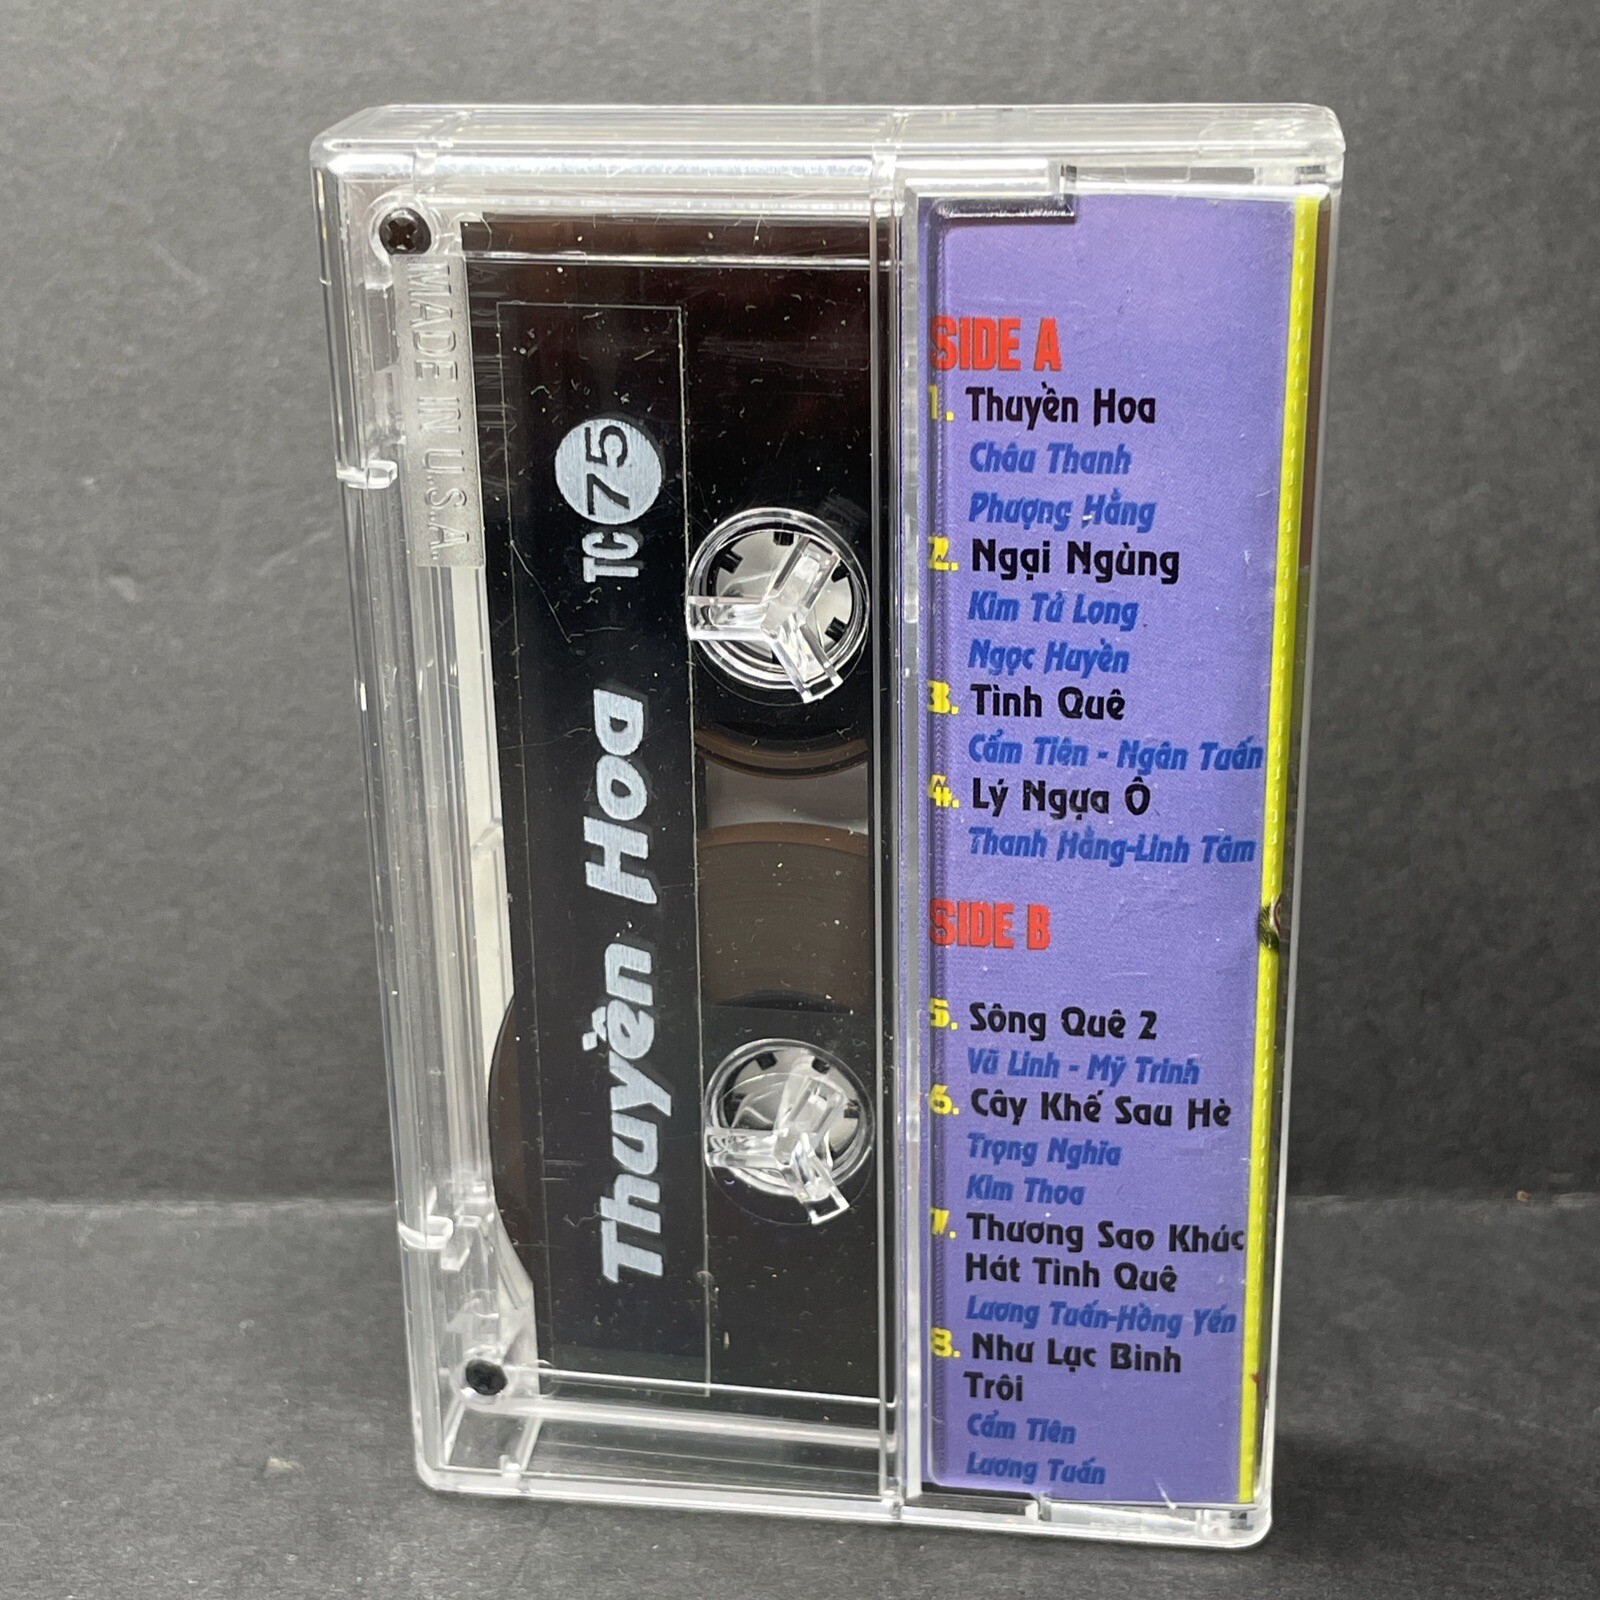 MADE IN U.S.A.
Thuyền Hoa TC 75
SIDE A
1. Thuyền Hoa
Châu Thanh
Phượng Hằng
2. Ngại Ngùng
Kim Tử Long
Ngọc Huyền
3. Tình Quê
Cẩm Tiên - Ngân Tuấn
4. Lý Ngựa Ô
Thanh Hằng-Linh Tâm
SIDE B
5. Sông Quê 2
Vũ Linh - Mỹ Trinh
6. Cây Khế Sau Hè
Trọng Nghĩa
Kim Thoa
7. Thương Sao Khúc
Hát Tình Quê
Lương Tuấn-Hồng Yến
8. Như Lục Bình
Trôi
Cẩm Tiên
Lương Tuấn